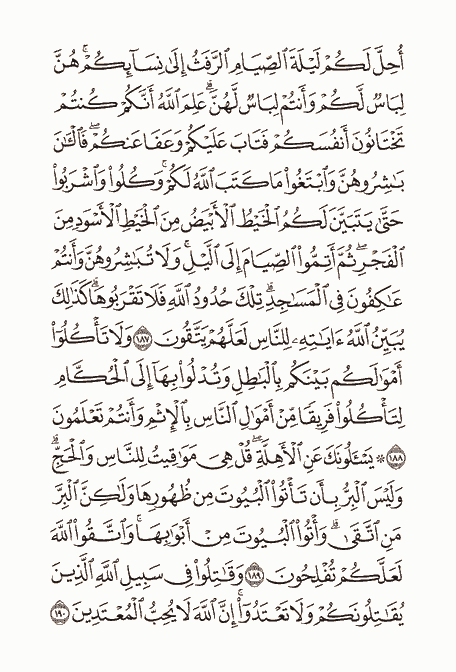 أُحِلَّ لَكُمْ لَيْلَةَ ٱلصِّيَامِ ٱلرَّفَثُ إِلَىٰ نِسَآئِكُمْ ۚ هُنَّ
لِبَاسٌ لَّكُمْ وَأَنتُمْ لِبَاسٌ لَّهُنَّ ۗ عَلِمَ ٱللَّهُ أَنَّكُمْ كُنتُمْ
تَخْتَانُونَ أَنفُسَكُمْ فَتَابَ عَلَيْكُمْ وَعَفَا عَنكُمْ ۖ فَٱلْـَٰٔنَ
بَـٰشِرُوهُنَّ وَٱبْتَغُوا۟ مَا كَتَبَ ٱللَّهُ لَكُمْ ۚ وَكُلُوا۟ وَٱشْرَبُوا۟
حَتَّىٰ يَتَبَيَّنَ لَكُمُ ٱلْخَيْطُ ٱلْأَبْيَضُ مِنَ ٱلْخَيْطِ ٱلْأَسْوَدِ مِنَ
ٱلْفَجْرِ ۖ ثُمَّ أَتِمُّوا۟ ٱلصِّيَامَ إِلَى ٱلَّيْلِ ۚ وَلَا تُبَـٰشِرُوهُنَّ وَأَنتُمْ
عَـٰكِفُونَ فِى ٱلْمَسَـٰجِدِ ۗ تِلْكَ حُدُودُ ٱللَّهِ فَلَا تَقْرَبُوهَا ۗ كَذَٰلِكَ
يُبَيِّنُ ٱللَّهُ ءَايَـٰتِهِۦ لِلنَّاسِ لَعَلَّهُمْ يَتَّقُونَ ١٨٧ وَلَا تَأْكُلُوٓا۟
أَمْوَٰلَكُم بَيْنَكُم بِٱلْبَـٰطِلِ وَتُدْلُوا۟ بِهَآ إِلَى ٱلْحُكَّامِ
لِتَأْكُلُوا۟ فَرِيقًا مِّنْ أَمْوَٰلِ ٱلنَّاسِ بِٱلْإِثْمِ وَأَنتُمْ تَعْلَمُونَ
١٨٨ ۞ يَسْـَٔلُونَكَ عَنِ ٱلْأَهِلَّةِ ۖ قُلْ هِىَ مَوَٰقِيتُ لِلنَّاسِ وَٱلْحَجِّ ۗ
وَلَيْسَ ٱلْبِرُّ بِأَن تَأْتُوا۟ ٱلْبُيُوتَ مِن ظُهُورِهَا وَلَـٰكِنَّ ٱلْبِرَّ
مَنِ ٱتَّقَىٰ ۗ وَأْتُوا۟ ٱلْبُيُوتَ مِنْ أَبْوَٰبِهَا ۚ وَٱتَّقُوا۟ ٱللَّهَ
لَعَلَّكُمْ تُفْلِحُونَ ١٨٩ وَقَـٰتِلُوا۟ فِى سَبِيلِ ٱللَّهِ ٱلَّذِينَ
يُقَـٰتِلُونَكُمْ وَلَا تَعْتَدُوٓا۟ ۚ إِنَّ ٱللَّهَ لَا يُحِبُّ ٱلْمُعْتَدِينَ ١٩٠